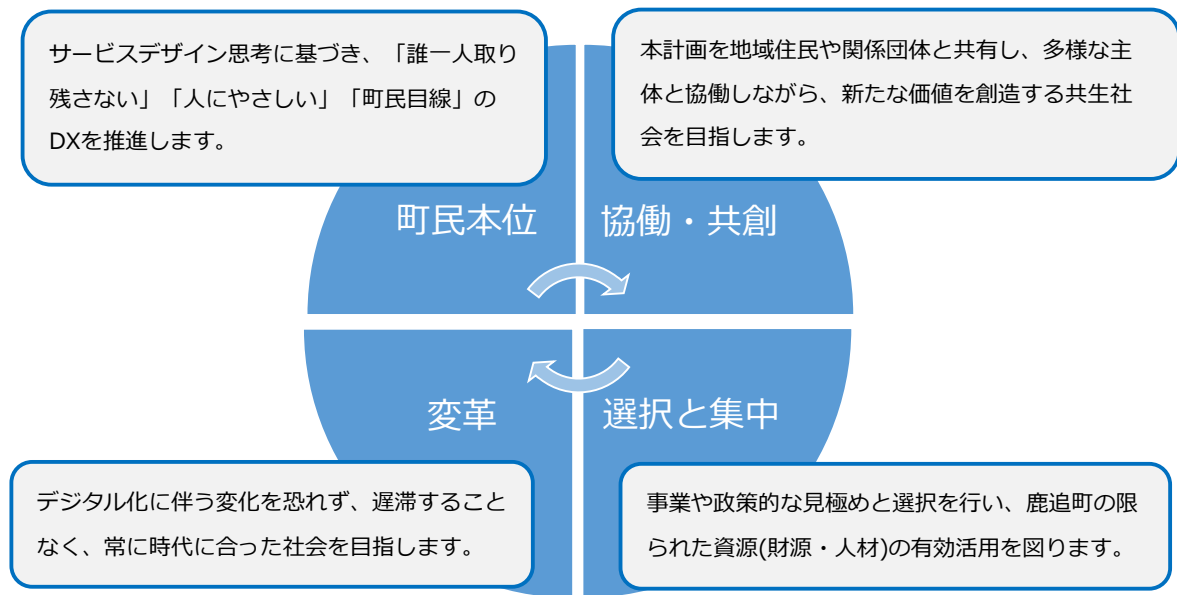 サービスデザイン思考に基づき、「誰一人取り
残さない」「人にやさしい」「町民目線」の
DXを推進します。
本計画を地域住民や関係団体と共有し、多様な主
体と協働しながら、新たな価値を創造する共生社
会を目指します。
町民本位
協働・共創
変革
選択と集中
デジタル化に伴う変化を恐れず、遅滞すること
なく、常に時代に合った社会を目指します。
事業や政策的な見極めと選択を行い、鹿追町の限
られた資源(財源・人材)の有効活用を図ります。